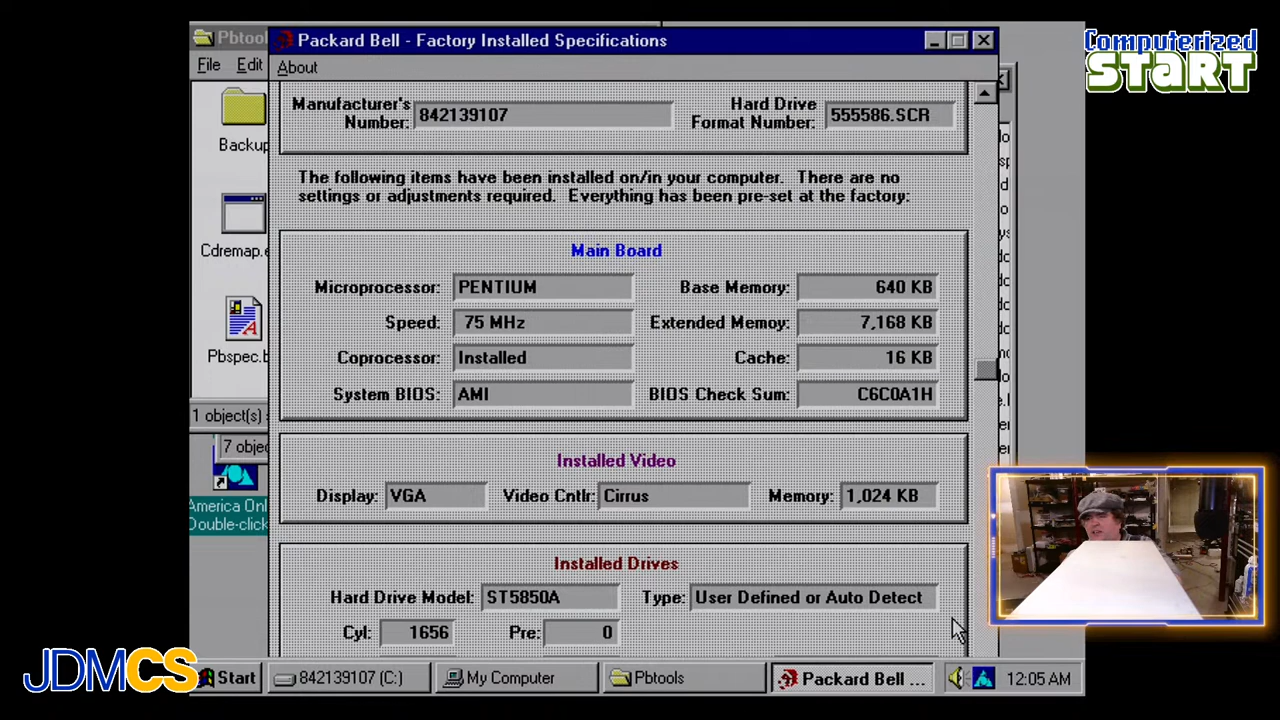 Computerized
START
Pbtool
Packard Bell - Factory Installed Specifications
File Edit
About
Manufacturer's Number: 842139107
Hard Drive Format Number: 555586.SCR
Backup
The following items have been installed on/in your computer. There are no
settings or adjustments required. Everything has been pre-set at the factory:
Main Board
Cdremap.e
Microprocessor: PENTIUM Base Memory: 640 KB
Speed: 75 MHz Extended Memoy: 7,168 KB
Pbspec.b
Coprocessor: Installed Cache: 16 KB
System BIOS: AMI BIOS Check Sum: C6C0A1H
1 object(s)
7 objec
Installed Video
Display: VGA Video Cntlr: Cirrus Memory: 1,024 KB
America Onl
Double-click
Installed Drives
Hard Drive Model: ST5850A Type: User Defined or Auto Detect
Cyl: 1656 Pre: 0
JDMCS
Start 842139107 (C:) My Computer Pbtools Packard Bell ... 12:05 AM